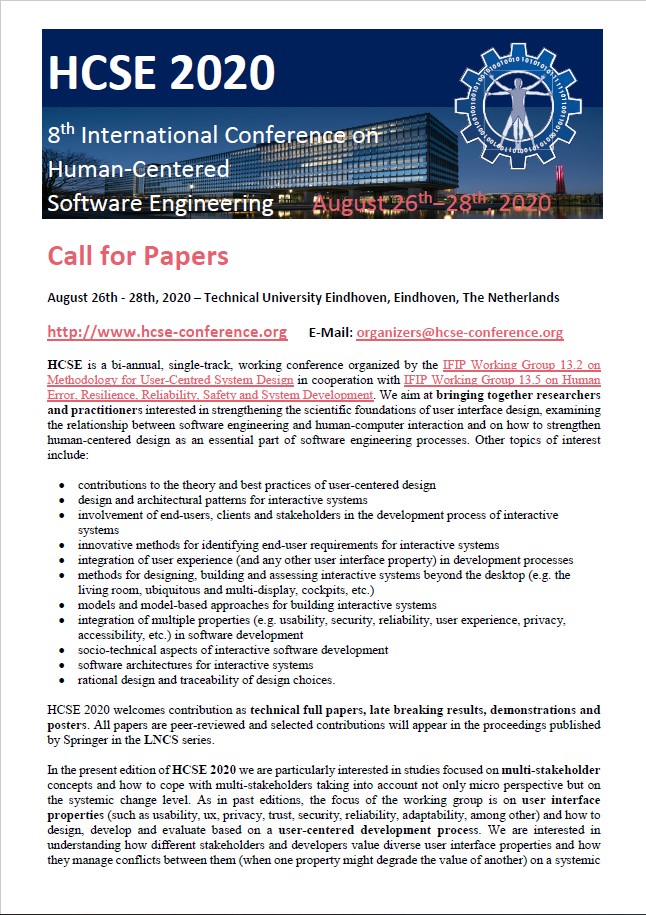 HCSE 2020
8th International Conference on
Human-Centered
Software Engineering August 26th–28th, 2020
Call for Papers
August 26th - 28th, 2020 – Technical University Eindhoven, Eindhoven, The Netherlands
http://www.hcse-conference.org E-Mail: organizers@hcse-conference.org
HCSE is a bi-annual, single-track, working conference organized by the IFIP Working Group 13.2 on
Methodology for User-Centred System Design in cooperation with IFIP Working Group 13.5 on Human
Error, Resilience, Reliability, Safety and System Development. We aim at bringing together researchers
and practitioners interested in strengthening the scientific foundations of user interface design, examining
the relationship between software engineering and human-computer interaction and on how to strengthen
human-centered design as an essential part of software engineering processes. Other topics of interest
include:
• contributions to the theory and best practices of user-centered design
• design and architectural patterns for interactive systems
• involvement of end-users, clients and stakeholders in the development process of interactive
systems
• innovative methods for identifying end-user requirements for interactive systems
• integration of user experience (and any other user interface property) in development processes
• methods for designing, building and assessing interactive systems beyond the desktop (e.g. the
living room, ubiquitous and multi-display, cockpits, etc.)
• models and model-based approaches for building interactive systems
• integration of multiple properties (e.g. usability, security, reliability, user experience, privacy,
accessibility, etc.) in software development
• socio-technical aspects of interactive software development
• software architectures for interactive systems
• rational design and traceability of design choices.
HCSE 2020 welcomes contribution as technical full papers, late breaking results, demonstrations and
posters. All papers are peer-reviewed and selected contributions will appear in the proceedings published
by Springer in the LNCS series.
In the present edition of HCSE 2020 we are particularly interested in studies focused on multi-stakeholder
concepts and how to cope with multi-stakeholders taking into account not only micro perspective but on
the systemic change level. As in past editions, the focus of the working group is on user interface
properties (such as usability, ux, privacy, trust, security, reliability, adaptability, among other) and how to
design, develop and evaluate based on a user-centered development process. We are interested in
understanding how different stakeholders and developers value diverse user interface properties and how
they manage conflicts between them (when one property might degrade the value of another) on a systemic